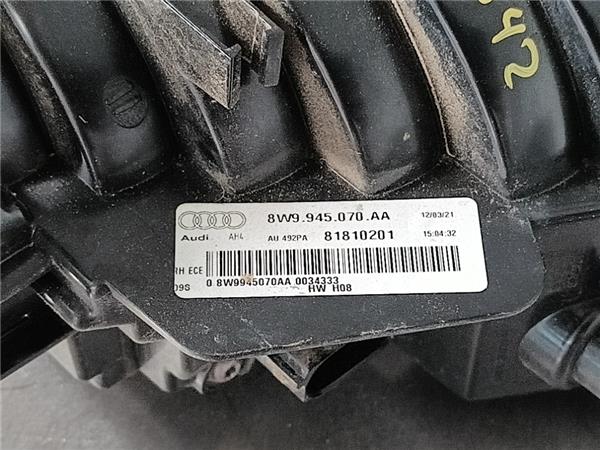 8W9.945.070.AA 12/03/21
Audi AH4 AU 492PA 81810201 15:04:32
RH ECE
09S 0 8W9945070AA 0034333
HW H08